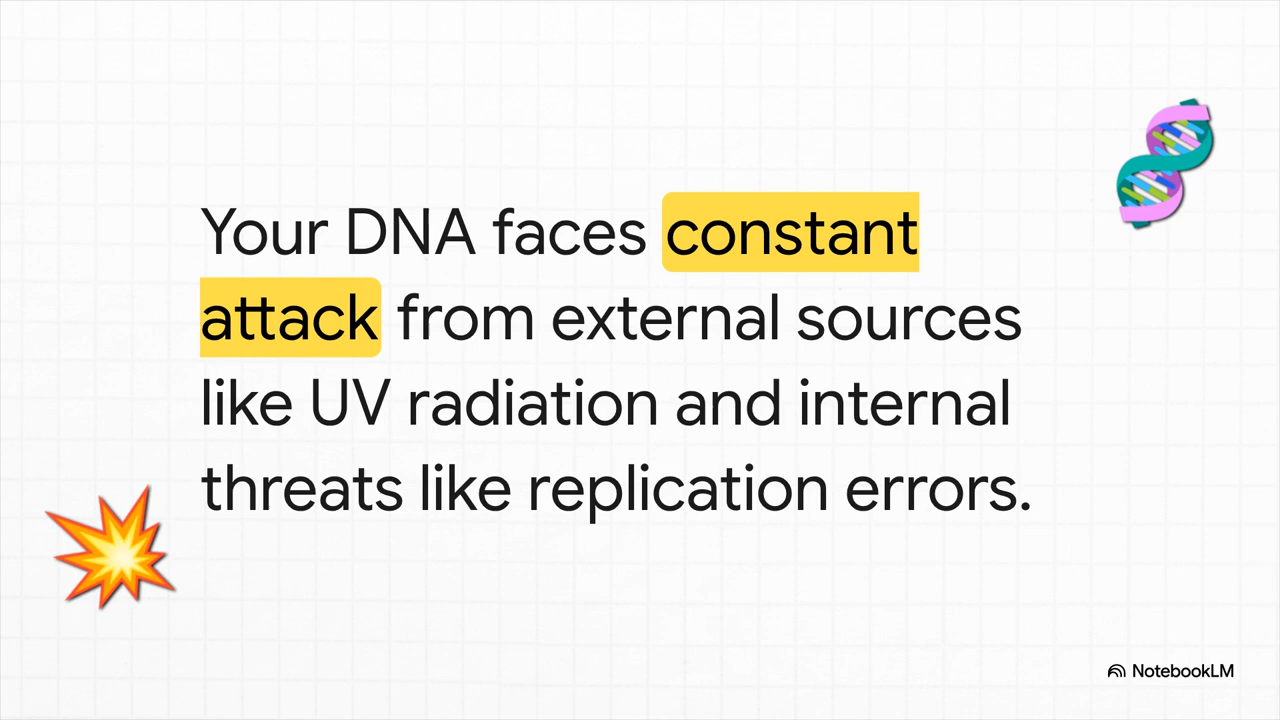 Your DNA faces constant
attack from external sources
like UV radiation and internal
threats like replication errors.
NotebookLM